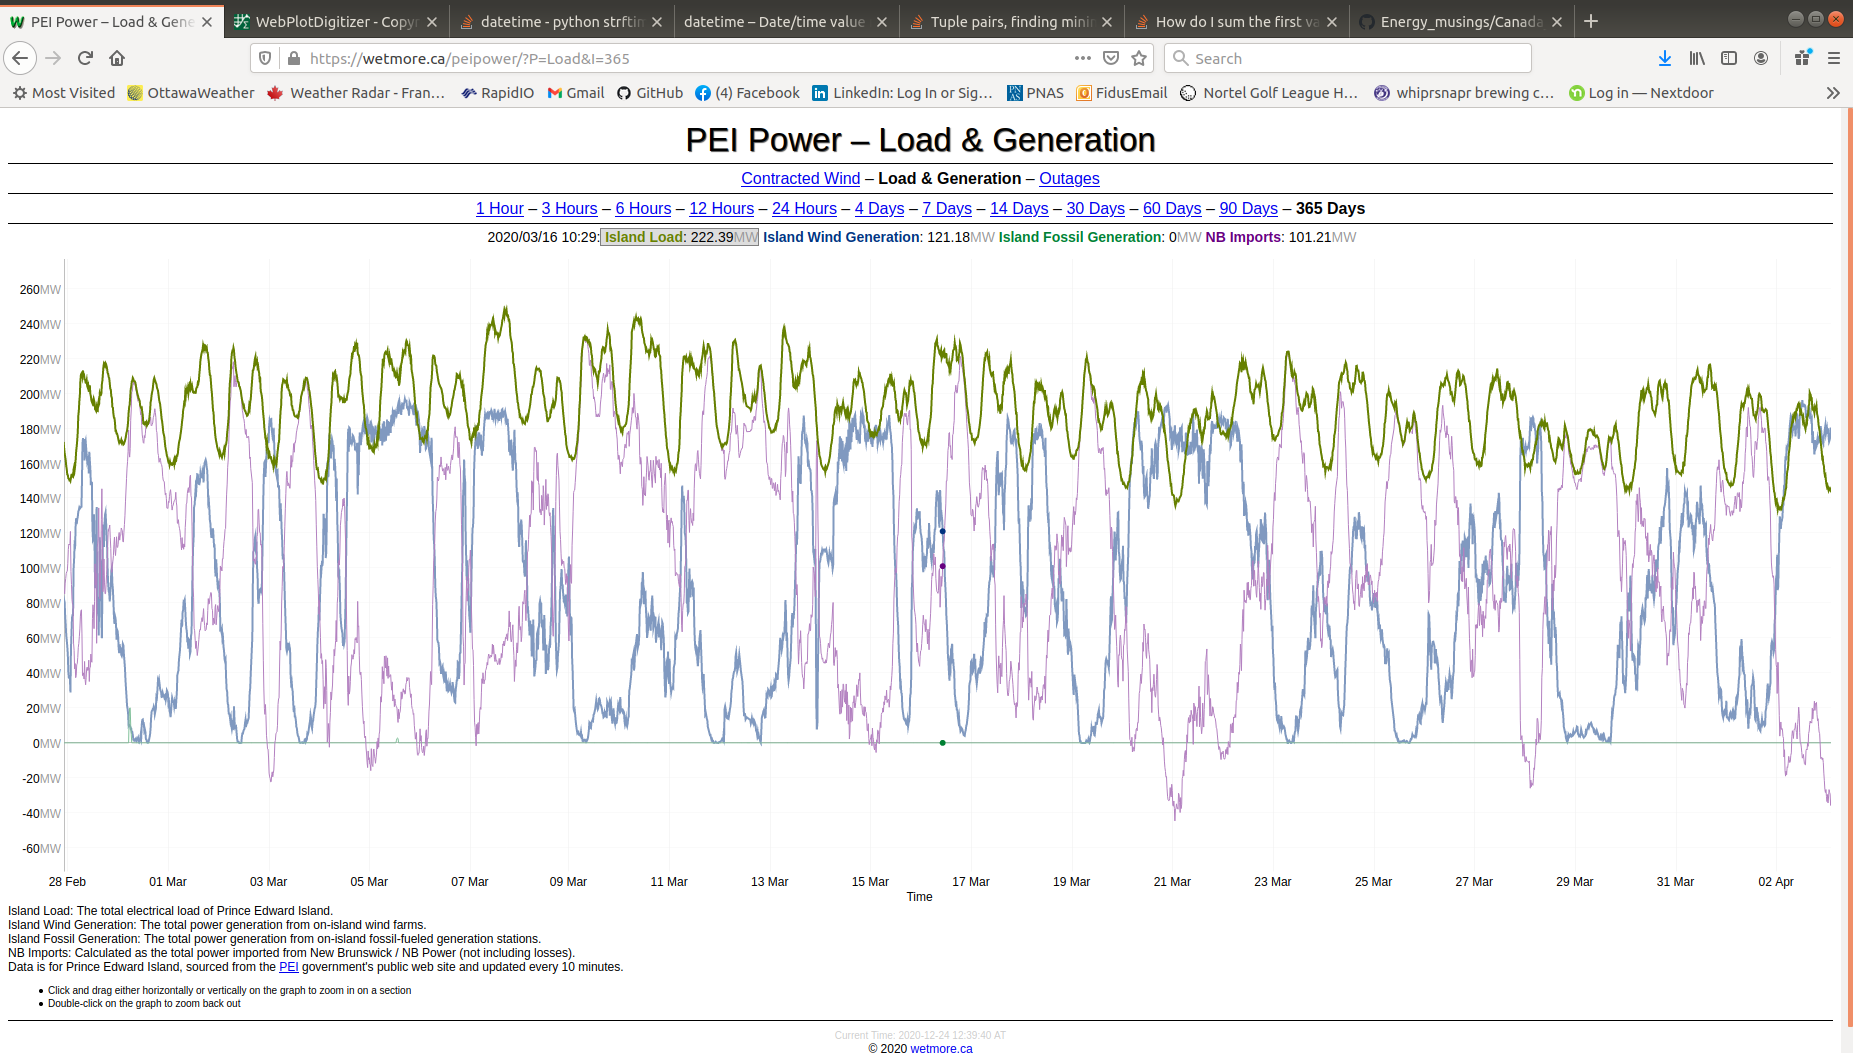 PEI Power – Load & Gene
WebPlotDigitizer - Copyr
datetime - python strftim
datetime – Date/time value
Tuple pairs, finding minir
How do I sum the first va
Energy_musings/Canada
https://wetmore.ca/peipower/?P=Load&I=365
Search
Most Visited OttawaWeather Weather Radar - Fran… RapidIO Gmail GitHub (4) Facebook LinkedIn: Log In or Sig… PNAS FidusEmail Nortel Golf League H… whiprsnapr brewing c… Log in — Nextdoor
PEI Power – Load & Generation
Contracted Wind – Load & Generation – Outages
1 Hour – 3 Hours – 6 Hours – 12 Hours – 24 Hours – 4 Days – 7 Days – 14 Days – 30 Days – 60 Days – 90 Days – 365 Days
2020/03/16 10:29: Island Load: 222.39MW Island Wind Generation: 121.18MW Island Fossil Generation: 0MW NB Imports: 101.21MW
260MW
240MW
220MW
200MW
180MW
160MW
140MW
120MW
100MW
80MW
60MW
40MW
20MW
0MW
-20MW
-40MW
-60MW
28 Feb 01 Mar 03 Mar 05 Mar 07 Mar 09 Mar 11 Mar 13 Mar 15 Mar 17 Mar 19 Mar 21 Mar 23 Mar 25 Mar 27 Mar 29 Mar 31 Mar 02 Apr
Time
Island Load: The total electrical load of Prince Edward Island.
Island Wind Generation: The total power generation from on-island wind farms.
Island Fossil Generation: The total power generation from on-island fossil-fueled generation stations.
NB Imports: Calculated as the total power imported from New Brunswick / NB Power (not including losses).
Data is for Prince Edward Island, sourced from the PEI government's public web site and updated every 10 minutes.
Click and drag either horizontally or vertically on the graph to zoom in on a section
Double-click on the graph to zoom back out
Current Time: 2020-12-24 12:39:40 AT
© 2020 wetmore.ca